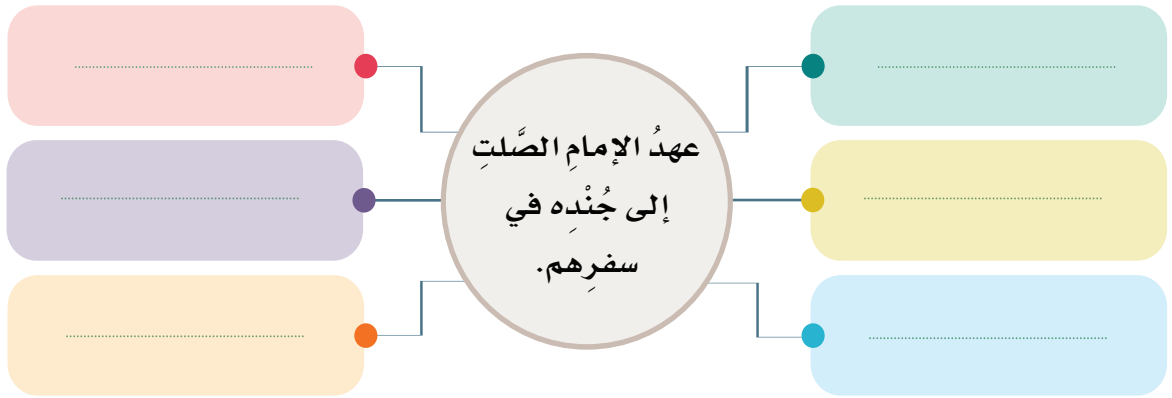 عهدُ الإمامِ الصَّلتِ
إلى جُنْدِه في
سفرِهم.